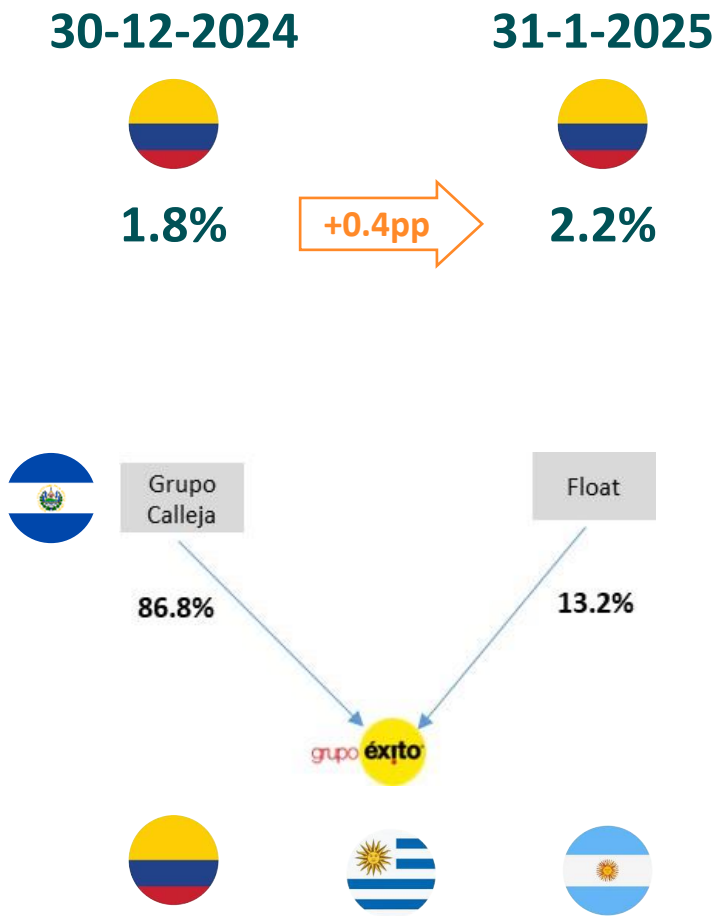 30-12-2024 31-1-2025
1.8% +0.4pp 2.2%
Grupo
Calleja
Float
86.8% 13.2%
grupo éxito